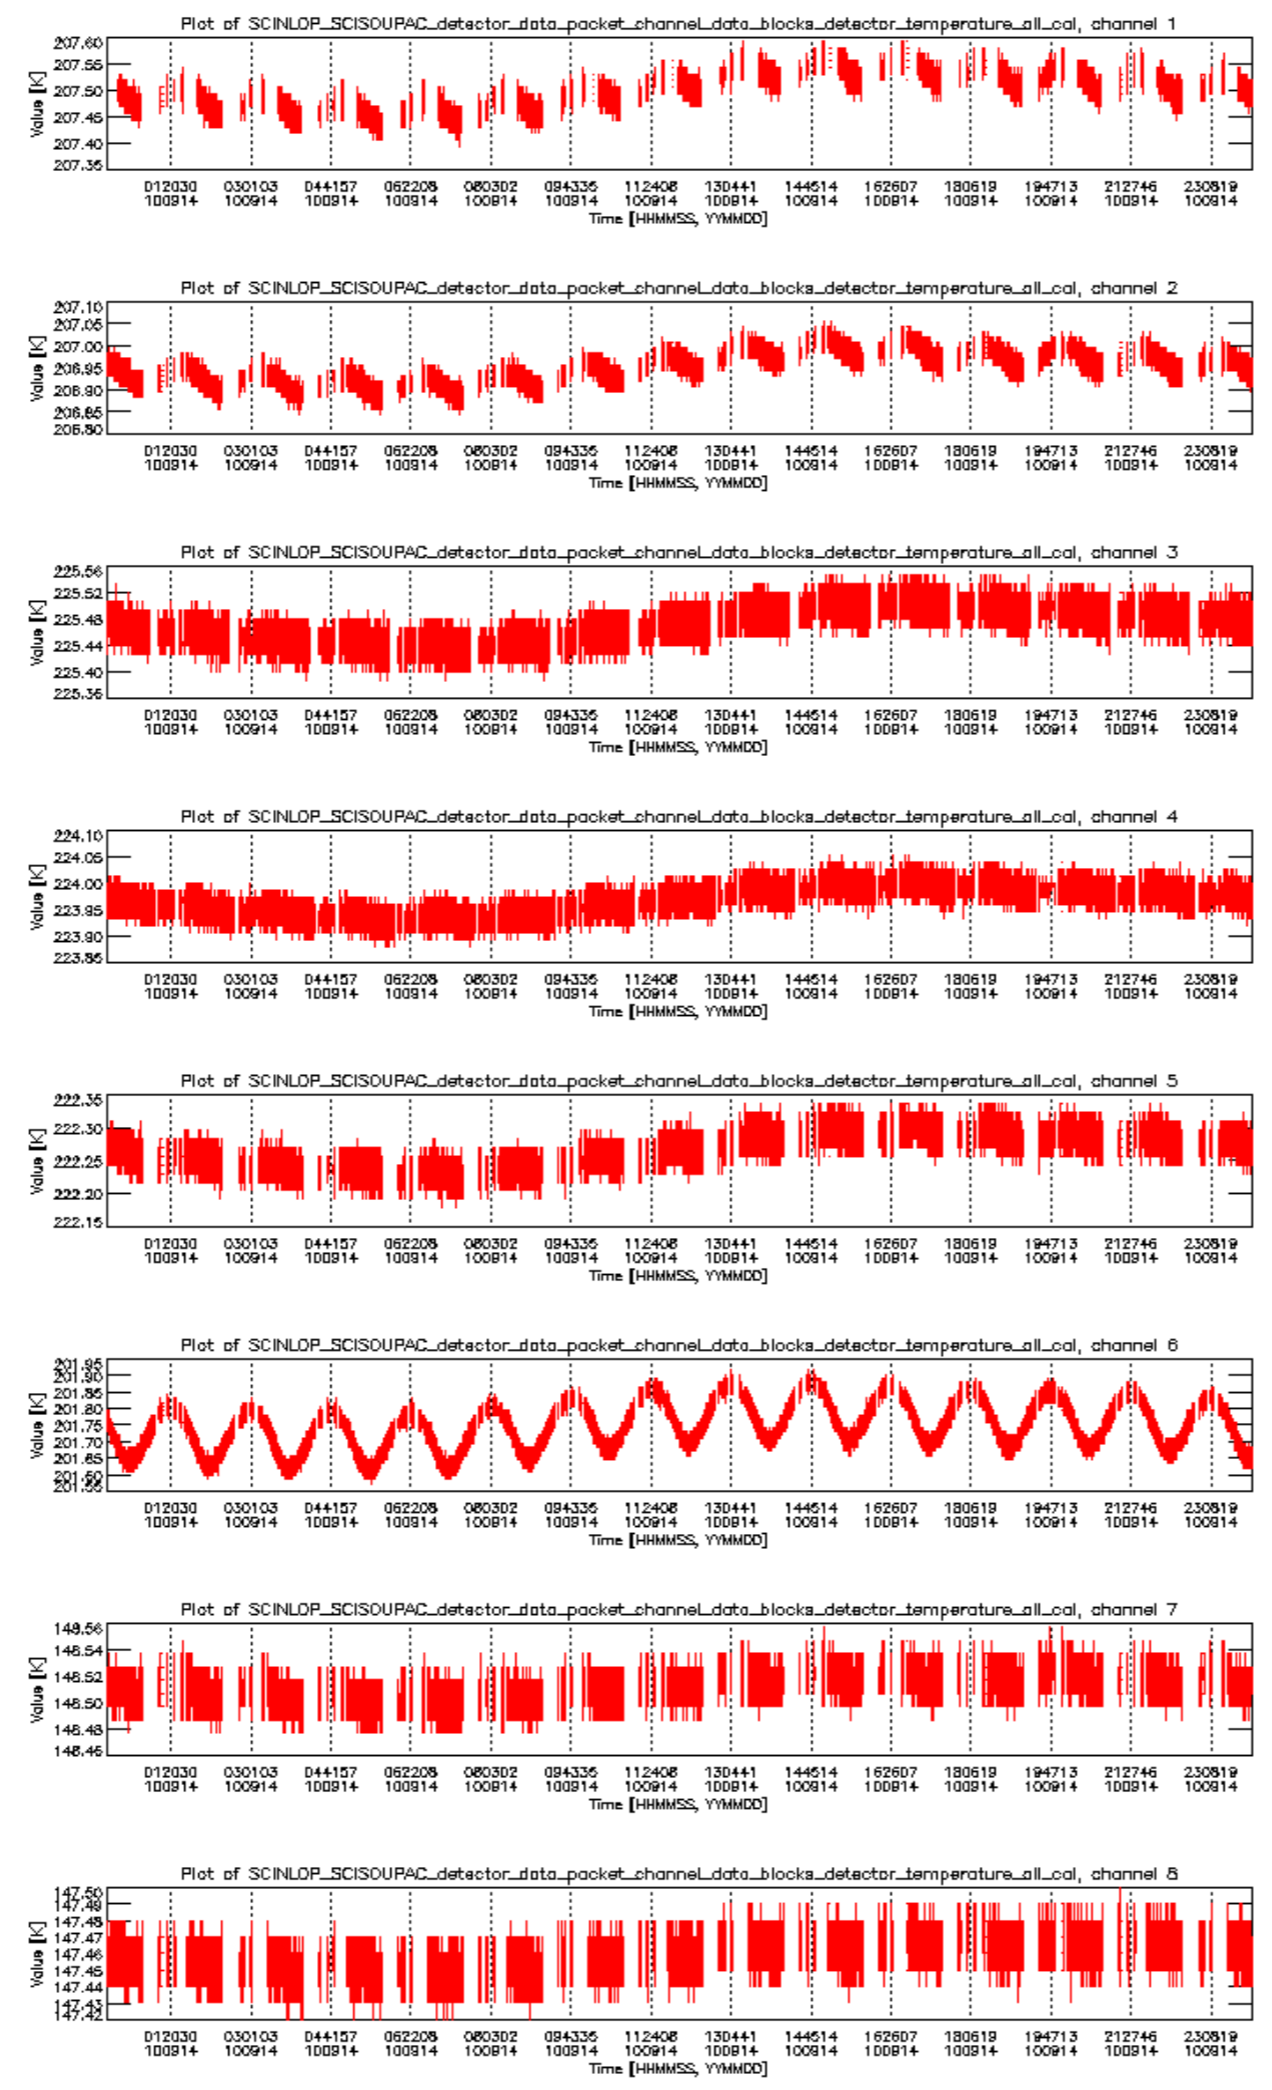 Plot of SCINLOP_SCISOUPAC_detector_data_packet_channel_data_blocks_detector_temperature_all_cal, channel 1
207.60
207.55
207.50
207.45
207.40
207.35
Value [K]
012030 030103 044157 062208 080302 094335 112408 130441 144514 162607 180619 194713 212746 230819
100914 100914 100914 100914 100914 100914 100914 100914 100914 100914 100914 100914 100914 100914
Time [HHMMSS, YYMMDD]
Plot of SCINLOP_SCISOUPAC_detector_data_packet_channel_data_blocks_detector_temperature_all_cal, channel 2
207.10
207.05
207.00
206.95
206.90
206.85
206.80
Value [K]
012030 030103 044157 062208 080302 094335 112408 130441 144514 162607 180619 194713 212746 230819
100914 100914 100914 100914 100914 100914 100914 100914 100914 100914 100914 100914 100914 100914
Time [HHMMSS, YYMMDD]
Plot of SCINLOP_SCISOUPAC_detector_data_packet_channel_data_blocks_detector_temperature_all_cal, channel 3
225.56
225.52
225.48
225.44
225.40
225.36
Value [K]
012030 030103 044157 062208 080302 094335 112408 130441 144514 162607 180619 194713 212746 230819
100914 100914 100914 100914 100914 100914 100914 100914 100914 100914 100914 100914 100914 100914
Time [HHMMSS, YYMMDD]
Plot of SCINLOP_SCISOUPAC_detector_data_packet_channel_data_blocks_detector_temperature_all_cal, channel 4
224.10
224.05
224.00
223.95
223.90
223.85
Value [K]
012030 030103 044157 062208 080302 094335 112408 130441 144514 162607 180619 194713 212746 230819
100914 100914 100914 100914 100914 100914 100914 100914 100914 100914 100914 100914 100914 100914
Time [HHMMSS, YYMMDD]
Plot of SCINLOP_SCISOUPAC_detector_data_packet_channel_data_blocks_detector_temperature_all_cal, channel 5
222.35
222.30
222.25
222.20
222.15
Value [K]
012030 030103 044157 062208 080302 094335 112408 130441 144514 162607 180619 194713 212746 230819
100914 100914 100914 100914 100914 100914 100914 100914 100914 100914 100914 100914 100914 100914
Time [HHMMSS, YYMMDD]
Plot of SCINLOP_SCISOUPAC_detector_data_packet_channel_data_blocks_detector_temperature_all_cal, channel 6
201.95
201.90
201.85
201.80
201.75
201.70
201.65
201.60
201.55
Value [K]
012030 030103 044157 062208 080302 094335 112408 130441 144514 162607 180619 194713 212746 230819
100914 100914 100914 100914 100914 100914 100914 100914 100914 100914 100914 100914 100914 100914
Time [HHMMSS, YYMMDD]
Plot of SCINLOP_SCISOUPAC_detector_data_packet_channel_data_blocks_detector_temperature_all_cal, channel 7
148.56
148.54
148.52
148.50
148.48
148.46
Value [K]
012030 030103 044157 062208 080302 094335 112408 130441 144514 162607 180619 194713 212746 230819
100914 100914 100914 100914 100914 100914 100914 100914 100914 100914 100914 100914 100914 100914
Time [HHMMSS, YYMMDD]
Plot of SCINLOP_SCISOUPAC_detector_data_packet_channel_data_blocks_detector_temperature_all_cal, channel 8
147.50
147.49
147.48
147.47
147.46
147.45
147.44
147.43
147.42
Value [K]
012030 030103 044157 062208 080302 094335 112408 130441 144514 162607 180619 194713 212746 230819
100914 100914 100914 100914 100914 100914 100914 100914 100914 100914 100914 100914 100914 100914
Time [HHMMSS, YYMMDD]